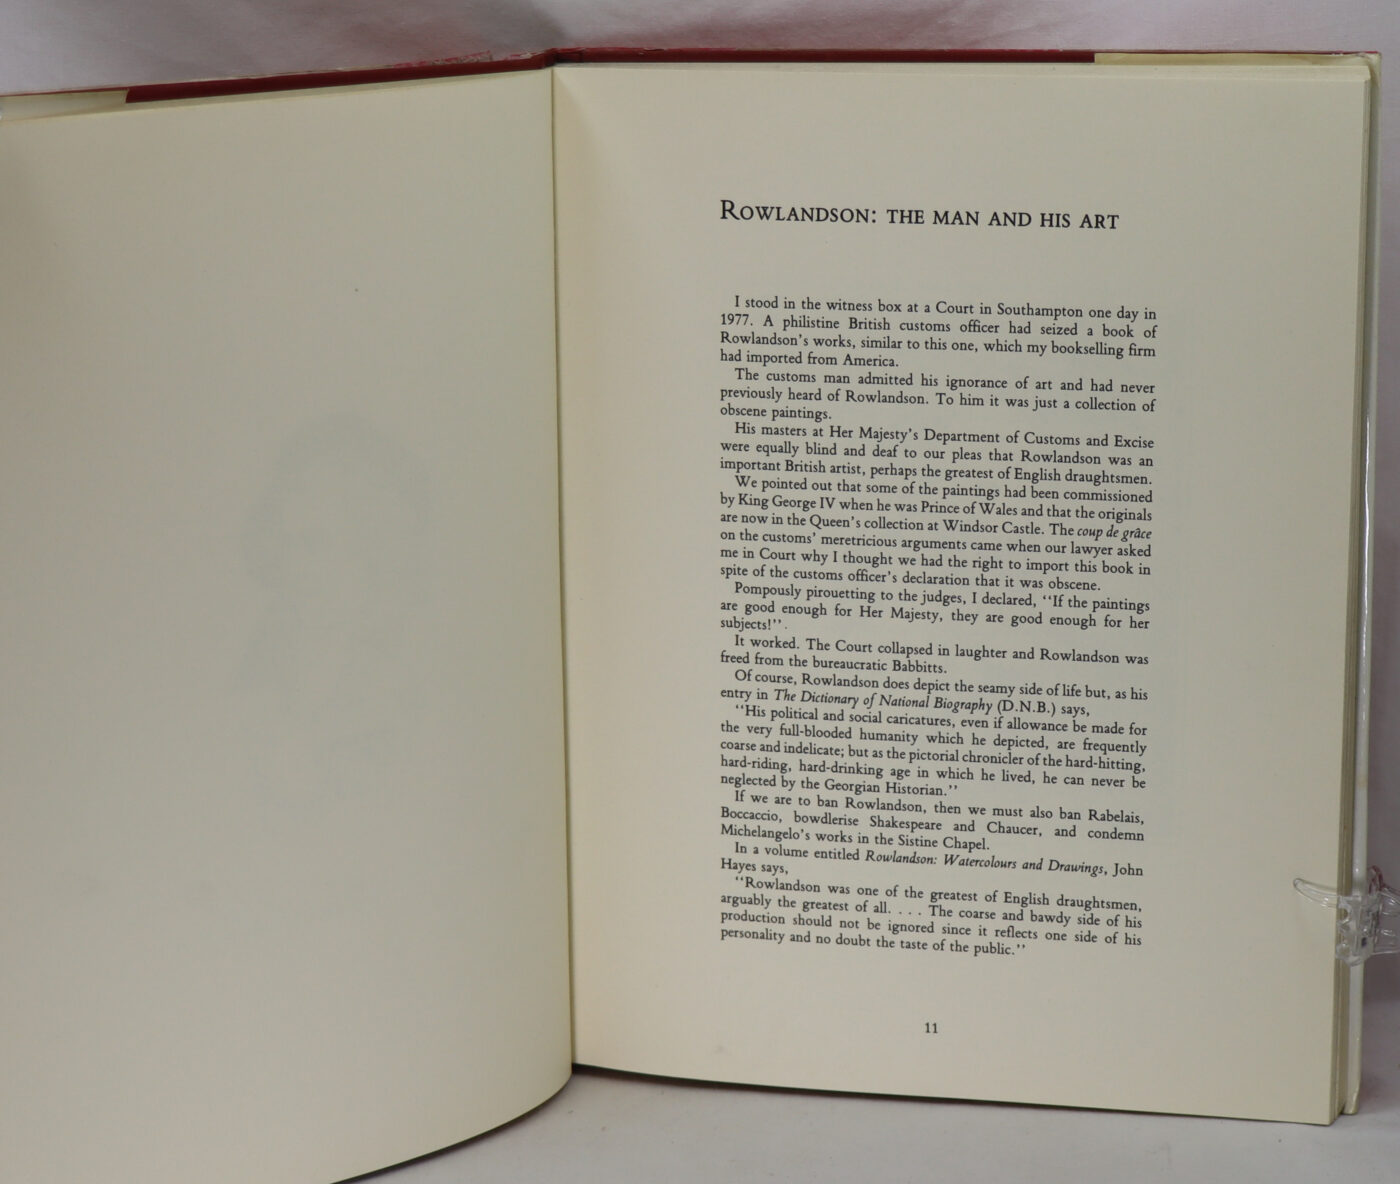 ROWLANDSON: THE MAN AND HIS ART
I stood in the witness box at a Court in Southampton one day in
1977. A philistine British customs officer had seized a book of
Rowlandson's works, similar to this one, which my bookselling firm
had imported from America.
The customs man admitted his ignorance of art and had never
previously heard of Rowlandson. To him it was just a collection of
obscene paintings.
His masters at Her Majesty's Department of Customs and Excise
were equally blind and deaf to our pleas that Rowlandson was an
important British artist, perhaps the greatest of English draughtsmen.
We pointed out that some of the paintings had been commissioned
by King George IV when he was Prince of Wales and that the originals
are now in the Queen's collection at Windsor Castle. The coup de grâce
on the customs' meretricious arguments came when our lawyer asked
me in Court why I thought we had the right to import this book in
spite of the customs officer's declaration that it was obscene.
Pompously pirouetting to the judges, I declared, "If the paintings
are good enough for Her Majesty, they are good enough for her
subjects!".
It worked. The Court collapsed in laughter and Rowlandson was
freed from the bureaucratic Babbitts.
Of course, Rowlandson does depict the seamy side of life but, as his
entry in The Dictionary of National Biography (D.N.B.) says,
"His political and social caricatures, even if allowance be made for
the very full-blooded humanity which he depicted, are frequently
coarse and indelicate; but as the pictorial chronicler of the hard-hitting,
hard-riding, hard-drinking age in which he lived, he can never be
neglected by the Georgian Historian."
If we are to ban Rowlandson, then we must also ban Rabelais,
Boccaccio, bowdlerise Shakespeare and Chaucer, and condemn
Michelangelo's works in the Sistine Chapel.
In a volume entitled Rowlandson: Watercolours and Drawings, John
Hayes says,
"Rowlandson was one of the greatest of English draughtsmen,
arguably the greatest of all. . . . The coarse and bawdy side of his
production should not be ignored since it reflects one side of his
personality and no doubt the taste of the public."
11